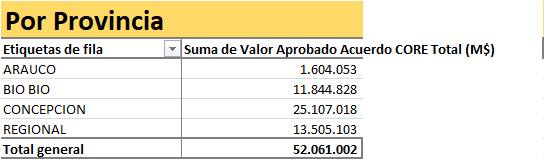 Por Provincia
Etiquetas de fila Suma de Valor Aprobado Acuerdo CORE Total (M$)
ARAUCO 1.604.053
BIO BIO 11.844.828
CONCEPCION 25.107.018
REGIONAL 13.505.103
Total general 52.061.002